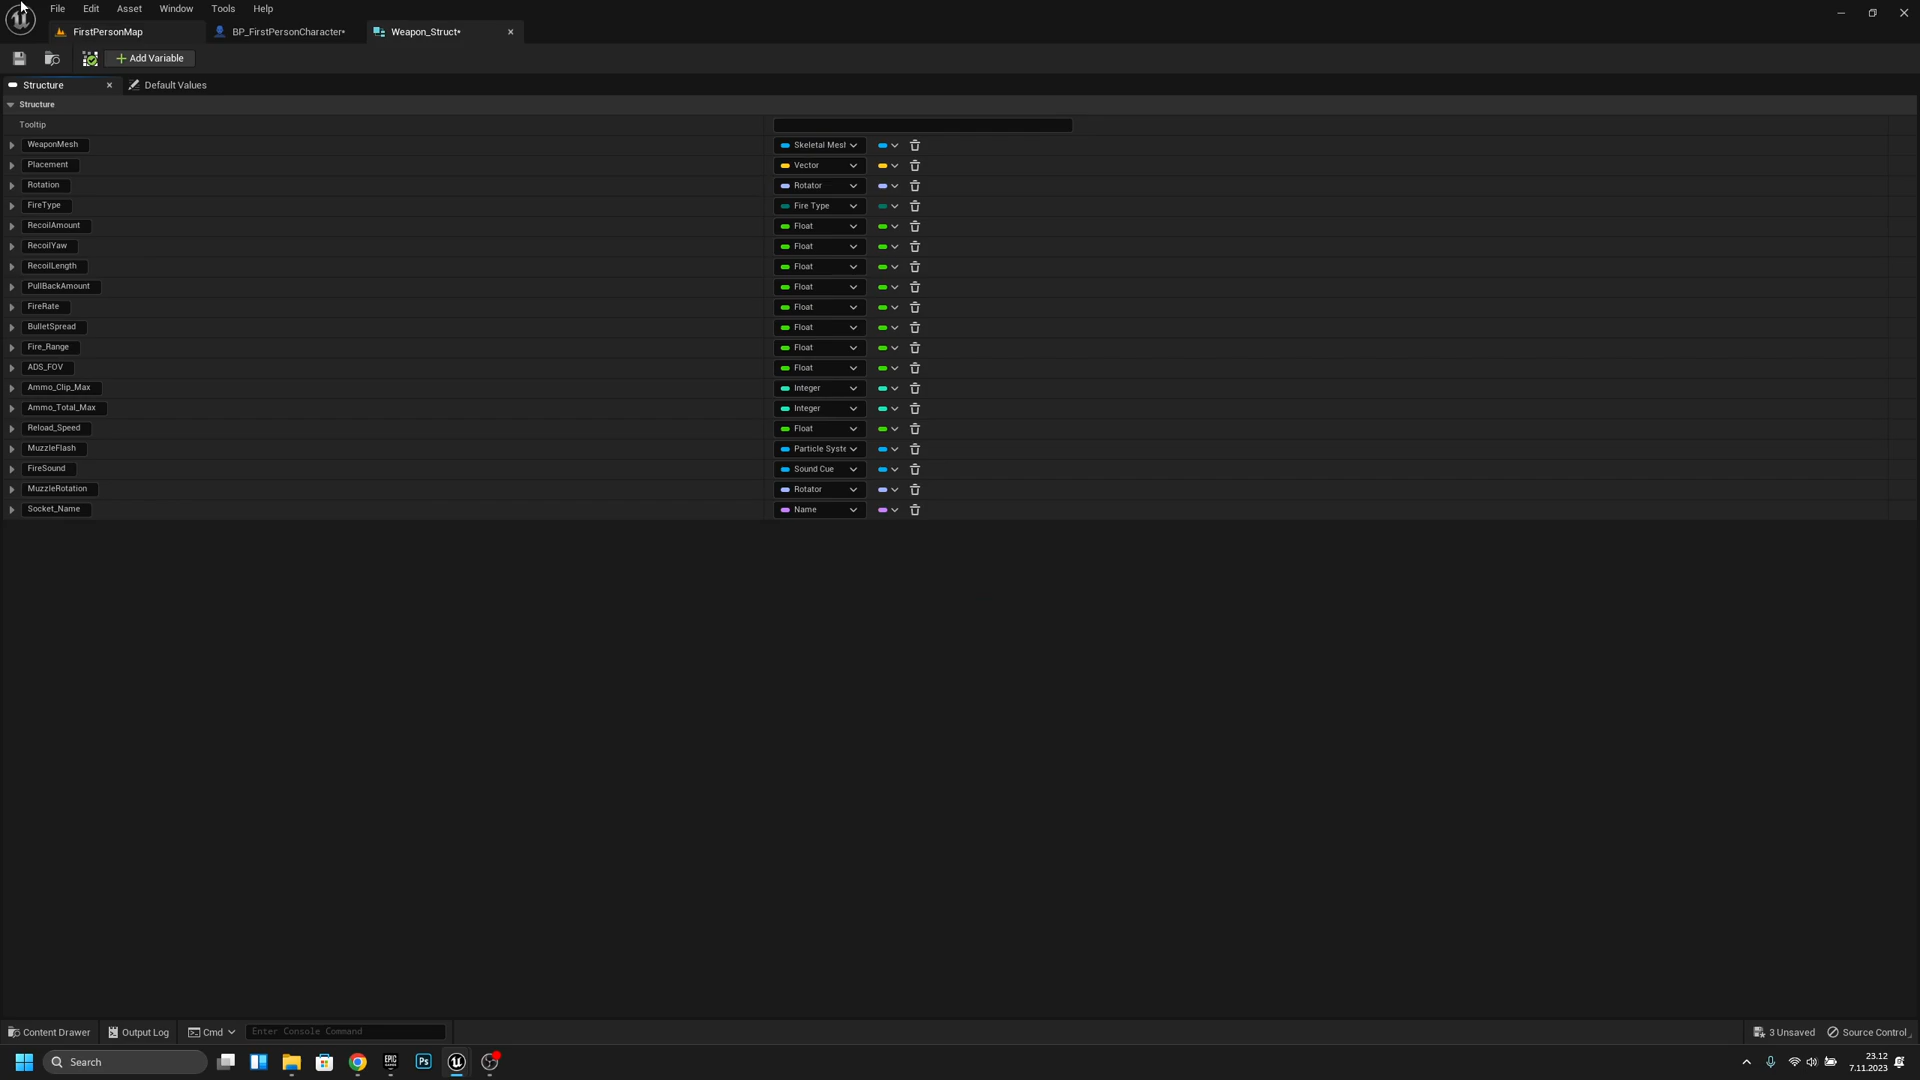 File Edit Asset Window Tools Help
FirstPersonMap BP_FirstPersonCharacter* Weapon_Struct*
Add Variable
Structure Default Values
Structure
Tooltip
WeaponMesh Skeletal Mesh
Placement Vector
Rotation Rotator
FireType Fire Type
RecoilAmount Float
RecoilYaw Float
RecoilLength Float
PullBackAmount Float
FireRate Float
BulletSpread Float
Fire_Range Float
ADS_FOV Float
Ammo_Clip_Max Integer
Ammo_Total_Max Integer
Reload_Speed Float
MuzzleFlash Particle Syste
FireSound Sound Cue
MuzzleRotation Rotator
Socket_Name Name
Content Drawer Output Log Cmd Enter Console Command 3 Unsaved Source Control
Search EPIC GAMES Ps 23.12
7.11.2023